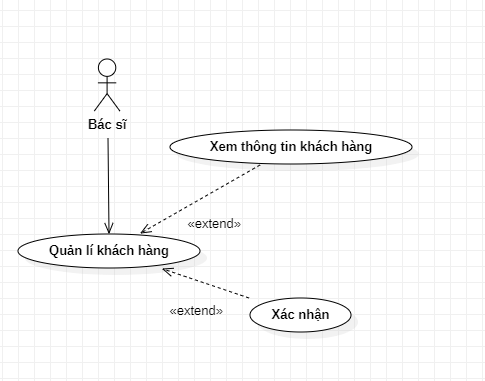 Bác sĩ
Xem thông tin khách hàng
«extend»
Quản lí khách hàng
«extend»
Xác nhận